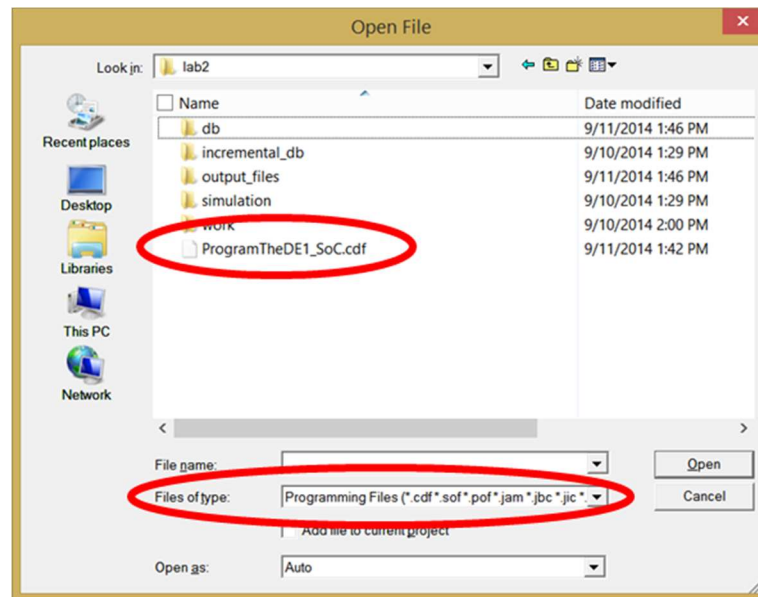 Open File
Look in: lab2
Name Date modified
Recent places
db 9/11/2014 1:46 PM
incremental_db 9/10/2014 1:29 PM
output_files 9/11/2014 1:46 PM
Desktop
simulation 9/10/2014 1:29 PM
work 9/10/2014 2:00 PM
Libraries
ProgramTheDE1_SoC.cdf 9/11/2014 1:42 PM
This PC
Network
File name: Open
Files of type: Programming Files (*.cdf *.sof *.pof *.jam *.jbc *.jic *. Cancel
Add file to current project
Open as: Auto